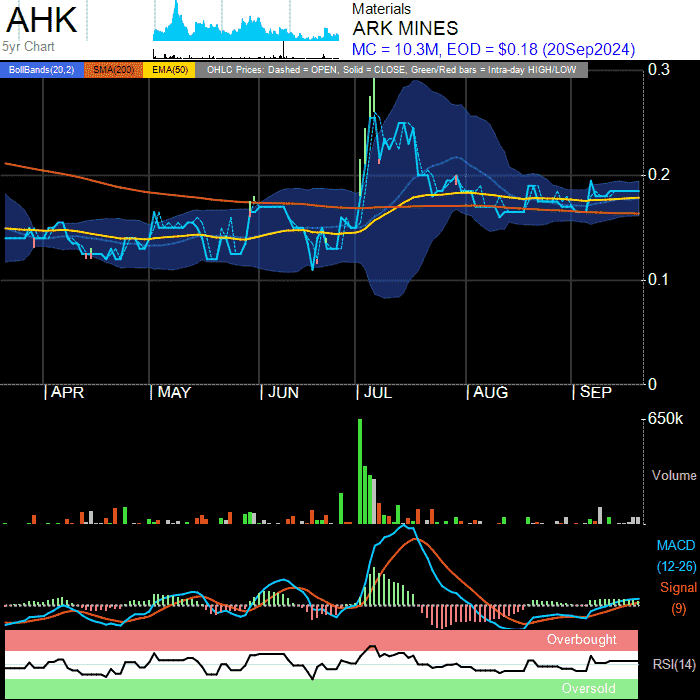 AHK
5yr Chart
Materials
ARK MINES
MC = 10.3M, EOD = $0.18 (20Sep2024)
BollBands(20,2) SMA(200) EMA(50) OHLC Prices: Dashed = OPEN, Solid = CLOSE, Green/Red bars = Intra-day HIGH/LOW
0.3
0.2
0.1
0
APR MAY JUN JUL AUG SEP
650k
Volume
MACD
(12-26)
Signal
(9)
Overbought
RSI(14)
Oversold